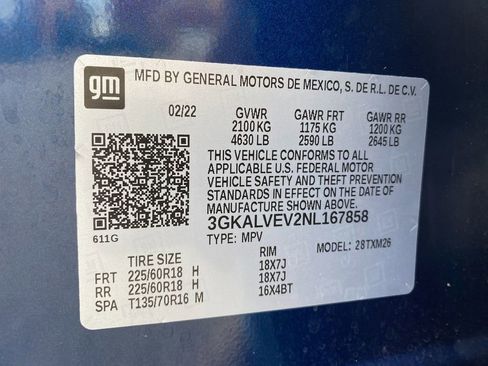 gm MFD BY GENERAL MOTORS DE MEXICO, S. DE R.L. DE C.V.
02/22 GVWR GAWR FRT GAWR RR
2100 KG 1175 KG 1200 KG
4630 LB 2590 LB 2645 LB
THIS VEHICLE CONFORMS TO ALL
APPLICABLE U.S. FEDERAL MOTOR
VEHICLE SAFETY AND THEFT PREVENTION
STANDARDS IN EFFECT ON THE DATE OF
MANUFACTURE SHOWN ABOVE.
3GKALVEV2NL167858
611G
TYPE: MPV MODEL: 28TXM26
TIRE SIZE RIM
FRT 225/60R18 H 18X7J
RR 225/60R18 H 18X7J
SPA T135/70R16 M 16X4BT